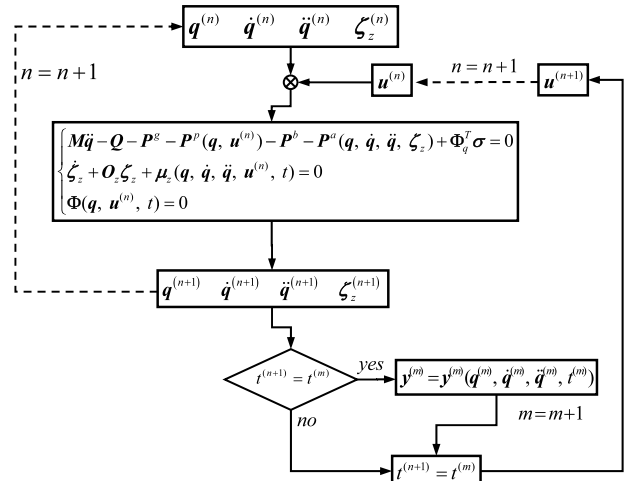 q^(n) q̇^(n) q̈^(n) ζ_z^(n)
n = n+1
⊗
u^(n)
n = n+1
u^(n+1)
Mq̈ − Q − P^g − P^p(q, u^(n)) − P^b − P^a(q, q̇, q̈, ζ_z) + Φ_q^T σ = 0
ζ̇_z + O_z ζ_z + μ_z(q, q̇, q̈, u^(n), t) = 0
Φ(q, u^(n), t) = 0
q^(n+1) q̇^(n+1) q̈^(n+1) ζ_z^(n+1)
t^(n+1) = t^(m)
yes
y^(m) = y^(m)(q^(m), q̇^(m), q̈^(m), t^(m))
no
m = m+1
t^(n+1) = t^(m)